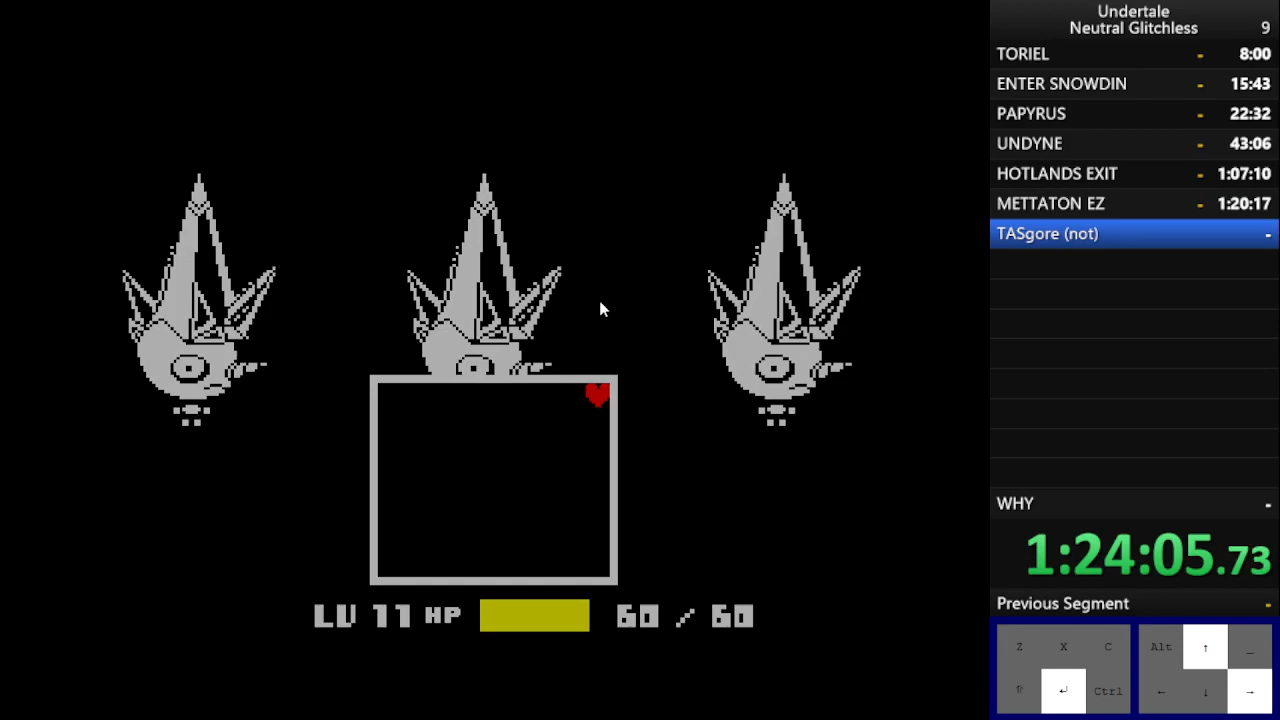 Undertale
Neutral Glitchless 9
TORIEL - 8:00
ENTER SNOWDIN - 15:43
PAPYRUS - 22:32
UNDYNE - 43:06
HOTLANDS EXIT - 1:07:10
METTATON EZ - 1:20:17
TASgore (not) -
WHY -
1:24:05.73
Previous Segment -
LV 11 HP 60 / 60
Z X C Alt ↑ _
⇧ ↵ Ctrl ← ↓ →